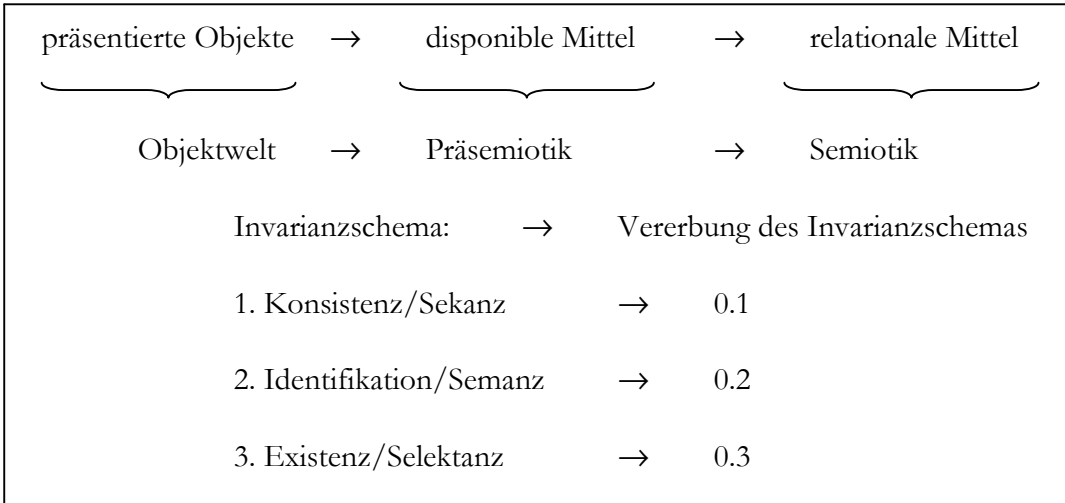 präsentierte Objekte → disponible Mittel → relationale Mittel
Objektwelt → Präsemiotik → Semiotik
Invarianzschema: → Vererbung des Invarianzschemas
1. Konsistenz/Sekanz → 0.1
2. Identifikation/Semanz → 0.2
3. Existenz/Selektanz → 0.3